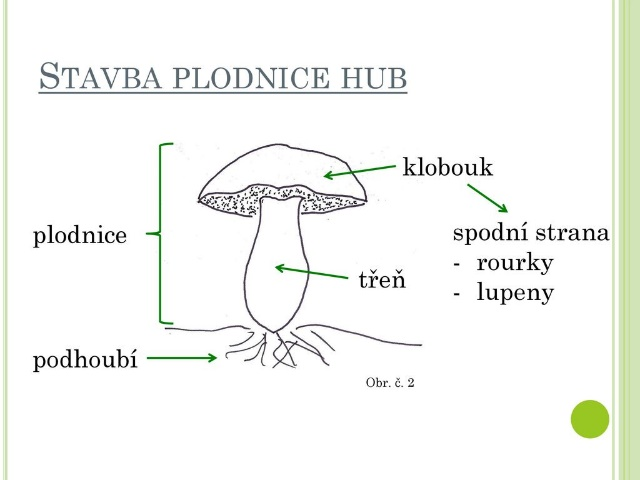 STAVBA PLODNICE HUB
klobouk
plodnice
spodní strana
- rourky
- lupeny
třeň
podhoubí
Obr. č. 2